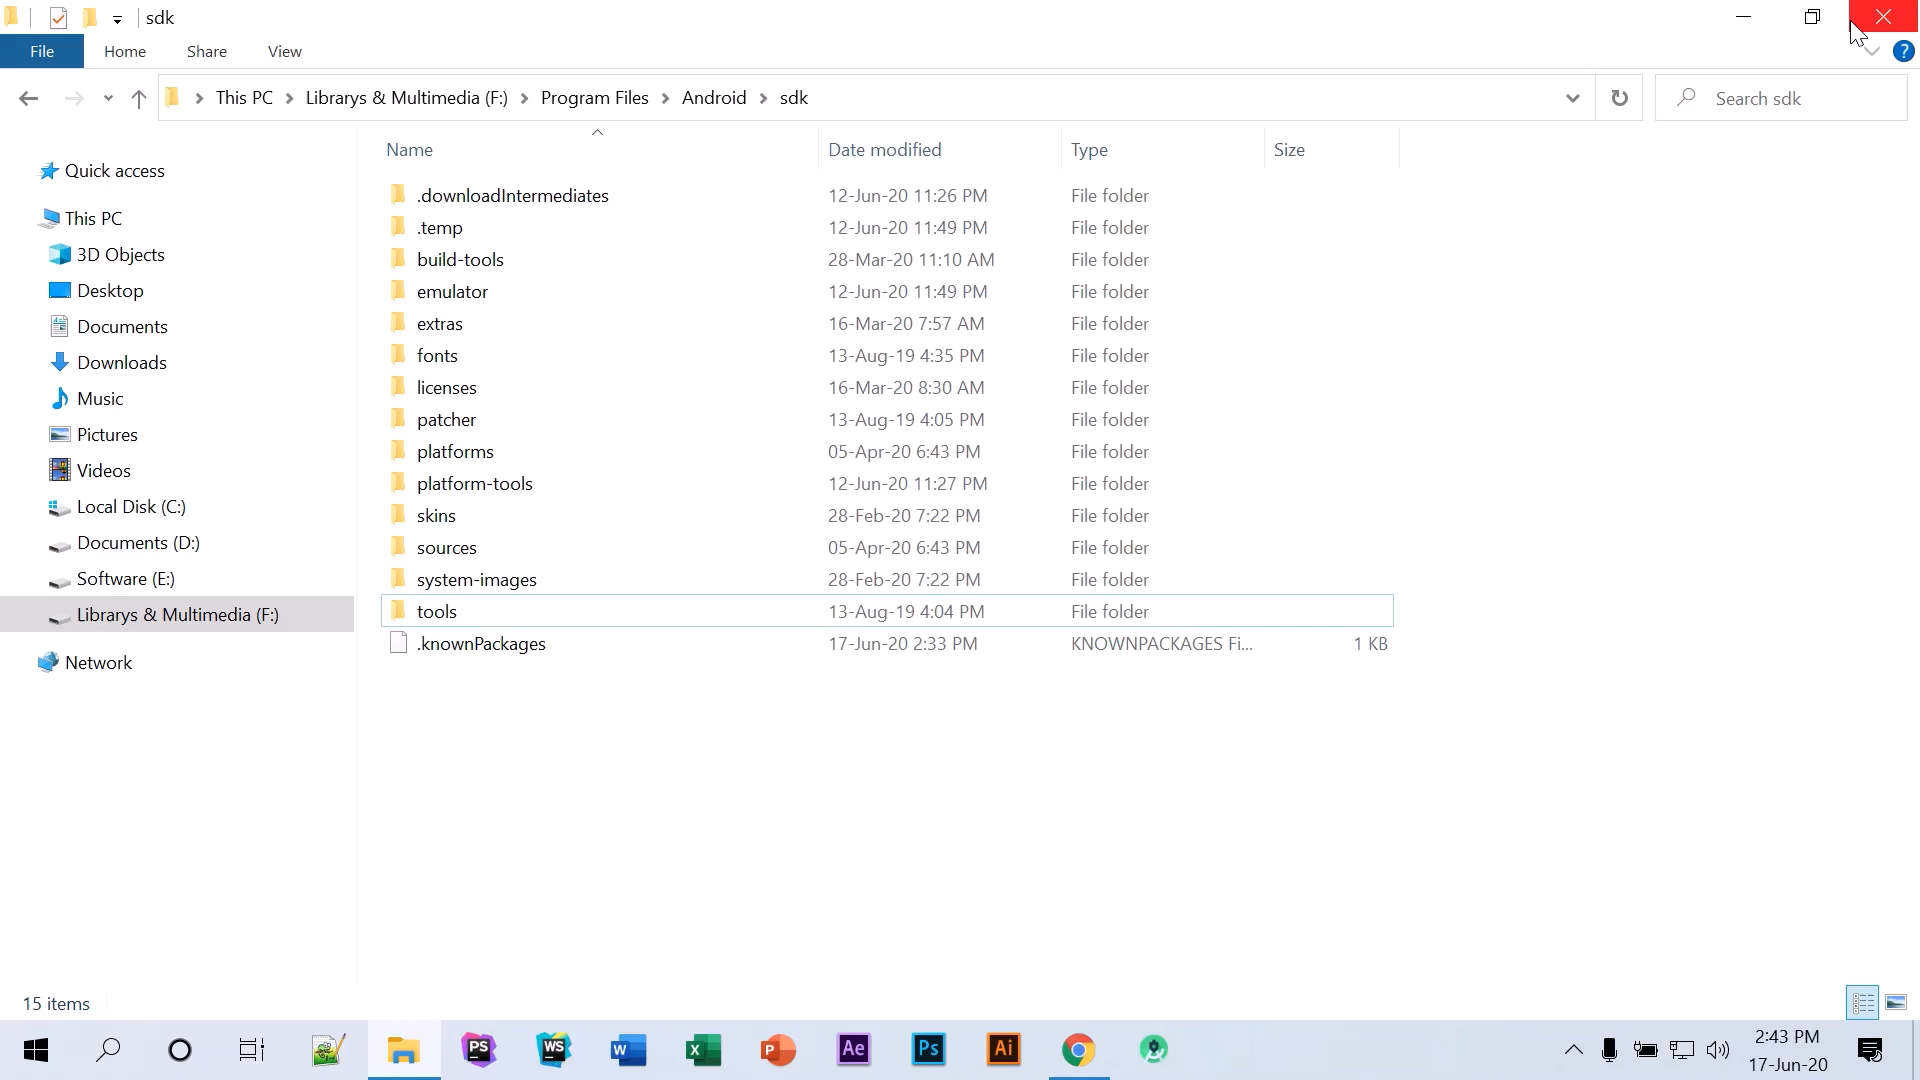 sdk
File Home Share View
This PC Librarys & Multimedia (F:) Program Files Android sdk
Search sdk
Name Date modified Type Size
Quick access
This PC
3D Objects
Desktop
Documents
Downloads
Music
Pictures
Videos
Local Disk (C:)
Documents (D:)
Software (E:)
Librarys & Multimedia (F:)
Network
.downloadIntermediates 12-Jun-20 11:26 PM File folder
.temp 12-Jun-20 11:49 PM File folder
build-tools 28-Mar-20 11:10 AM File folder
emulator 12-Jun-20 11:49 PM File folder
extras 16-Mar-20 7:57 AM File folder
fonts 13-Aug-19 4:35 PM File folder
licenses 16-Mar-20 8:30 AM File folder
patcher 13-Aug-19 4:05 PM File folder
platforms 05-Apr-20 6:43 PM File folder
platform-tools 12-Jun-20 11:27 PM File folder
skins 28-Feb-20 7:22 PM File folder
sources 05-Apr-20 6:43 PM File folder
system-images 28-Feb-20 7:22 PM File folder
tools 13-Aug-19 4:04 PM File folder
.knownPackages 17-Jun-20 2:33 PM KNOWNPACKAGES Fi... 1 KB
15 items
PS WS W X P Ae Ps Ai
2:43 PM
17-Jun-20